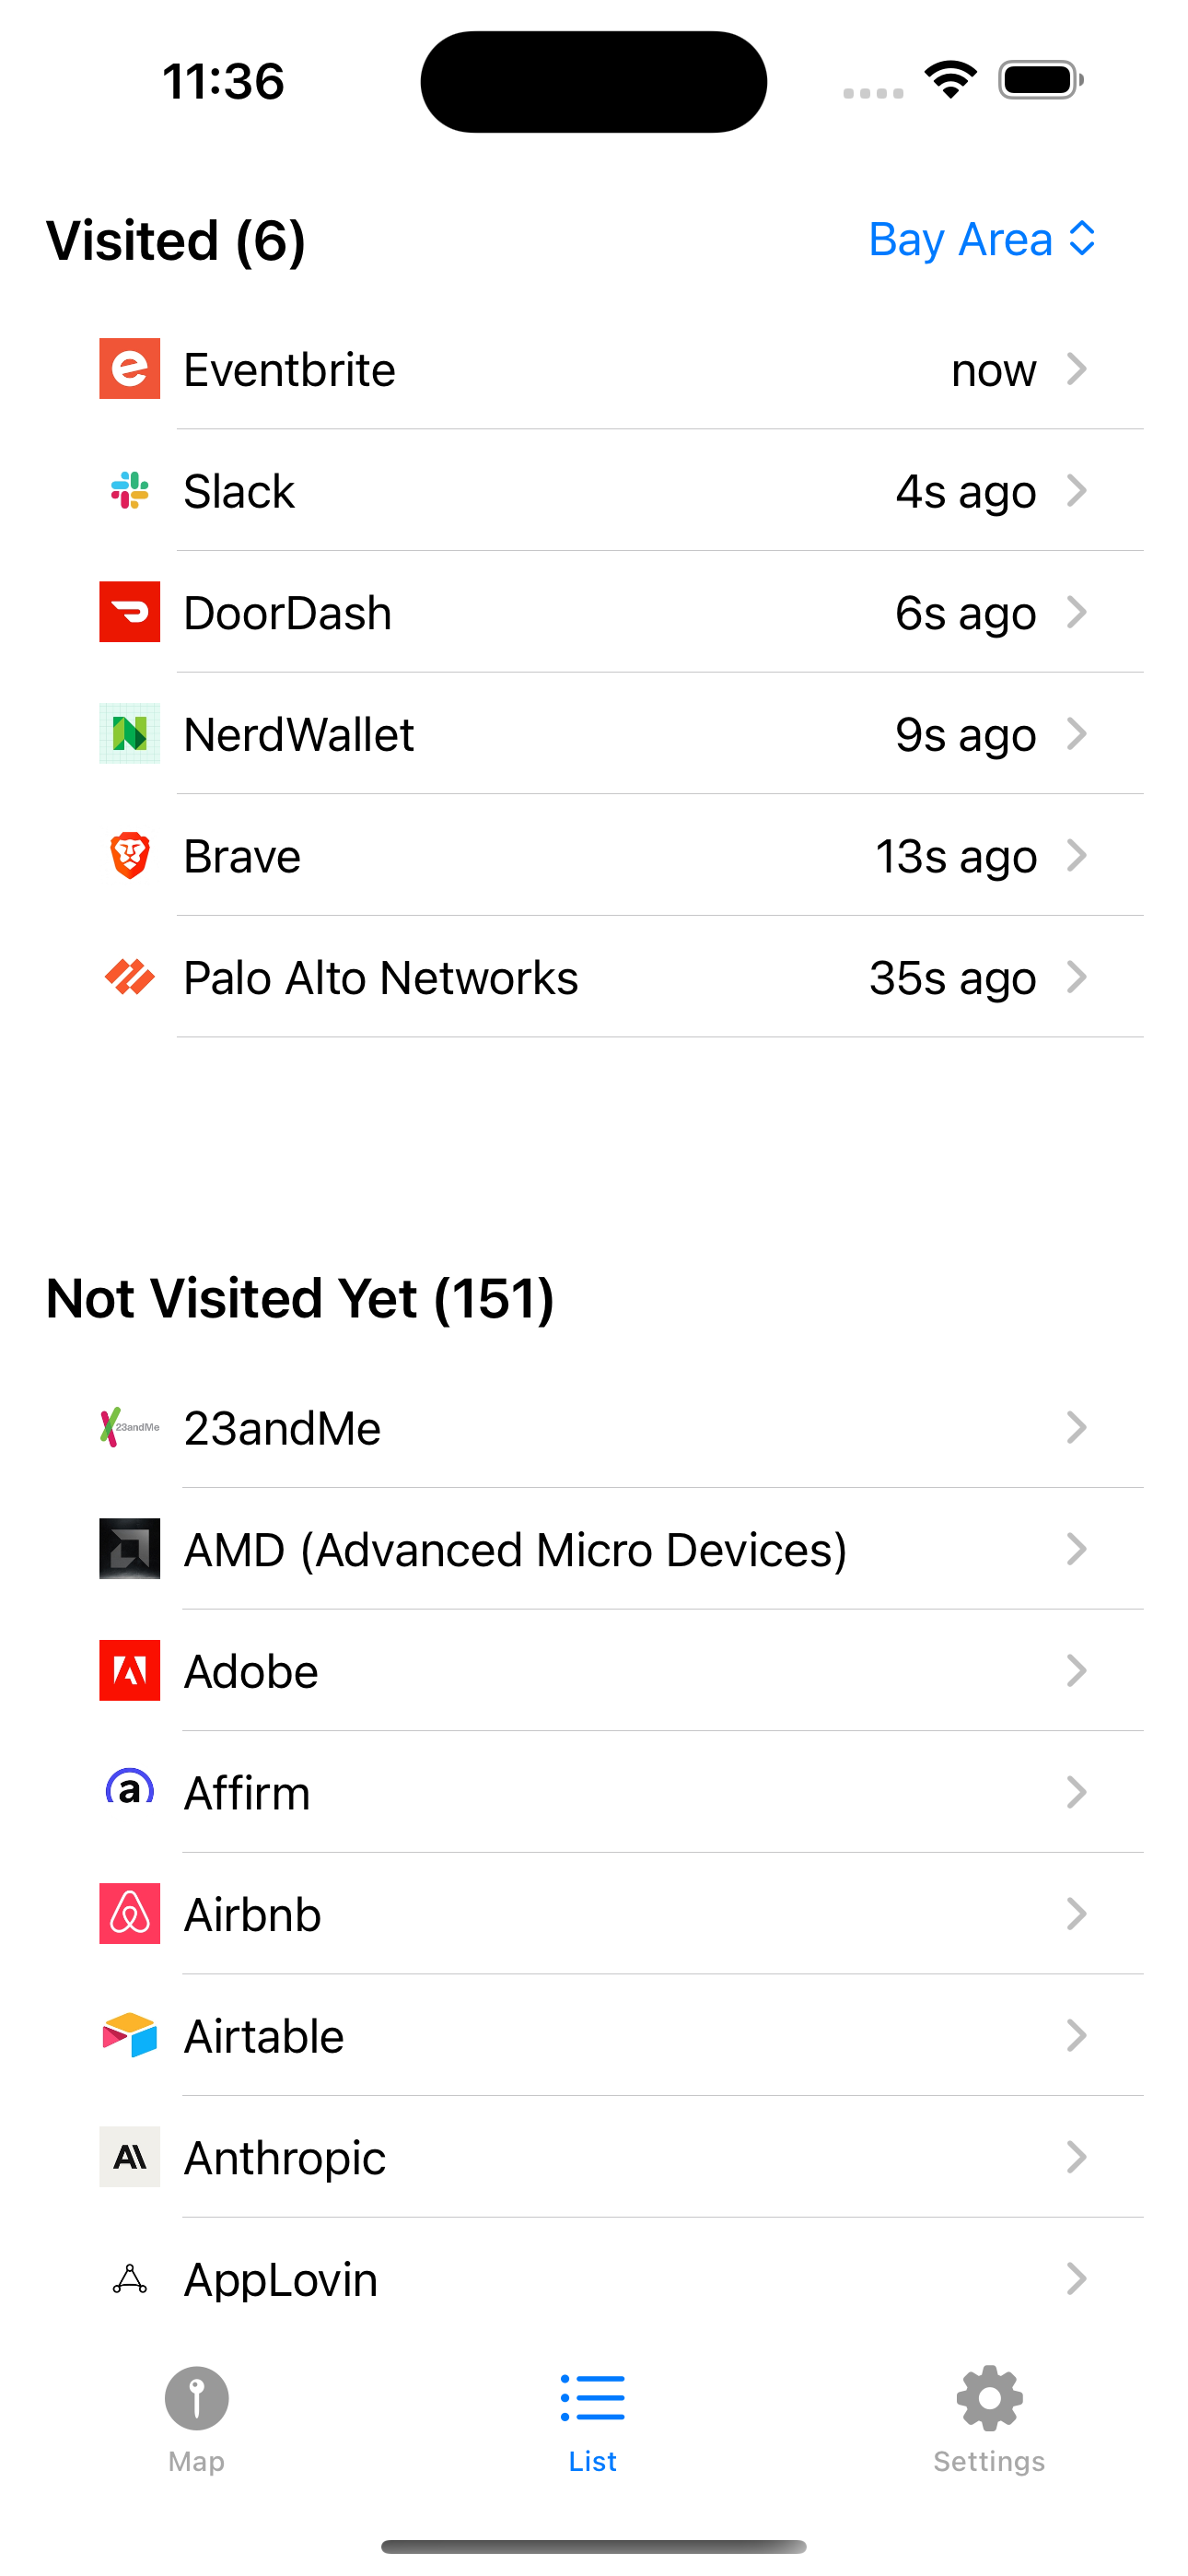 11:36
Visited (6)
Bay Area
Eventbrite now
Slack 4s ago
DoorDash 6s ago
NerdWallet 9s ago
Brave 13s ago
Palo Alto Networks 35s ago
Not Visited Yet (151)
23andMe 23andMe
AMD (Advanced Micro Devices)
Adobe
a Affirm
Airbnb
Airtable
Anthropic
AppLovin
Map List Settings